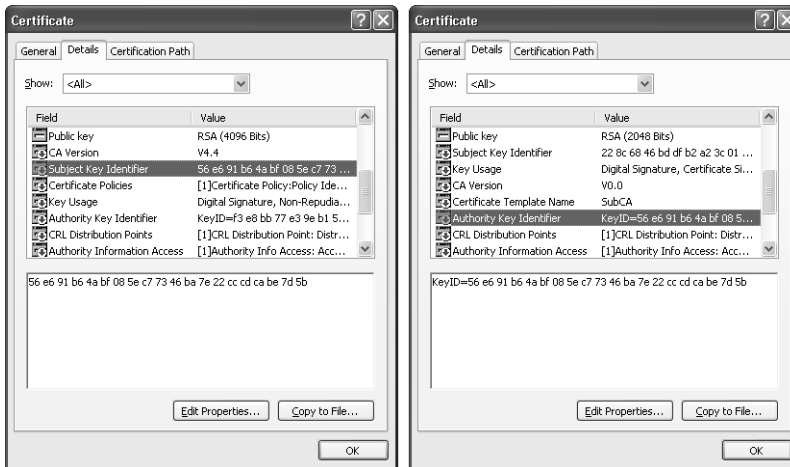 Certificate
General Details Certification Path
Show: <All>
Field Value
Public key RSA (4096 Bits)
CA Version V4.4
Subject Key Identifier 56 e6 91 b6 4a bf 08 5e c7 73 ...
Certificate Policies [1]Certificate Policy:Policy Ide...
Key Usage Digital Signature, Non-Repudia...
Authority Key Identifier KeyID=f3 e8 bb 77 e3 9e b1 5...
CRL Distribution Points [1]CRL Distribution Point: Distr...
Authority Information Access [1]Authority Info Access: Acc...
56 e6 91 b6 4a bf 08 5e c7 73 46 ba 7e 22 cc cd ca be 7d 5b
Edit Properties... Copy to File...
OK
Certificate
General Details Certification Path
Show: <All>
Field Value
Public key RSA (2048 Bits)
Subject Key Identifier 22 8c 68 46 bd df b2 a2 3c 01 ...
Key Usage Digital Signature, Certificate Si...
CA Version V0.0
Certificate Template Name SubCA
Authority Key Identifier KeyID=56 e6 91 b6 4a bf 08 5...
CRL Distribution Points [1]CRL Distribution Point: Distr...
Authority Information Access [1]Authority Info Access: Acc...
KeyID=56 e6 91 b6 4a bf 08 5e c7 73 46 ba 7e 22 cc cd ca be 7d 5b
Edit Properties... Copy to File...
OK